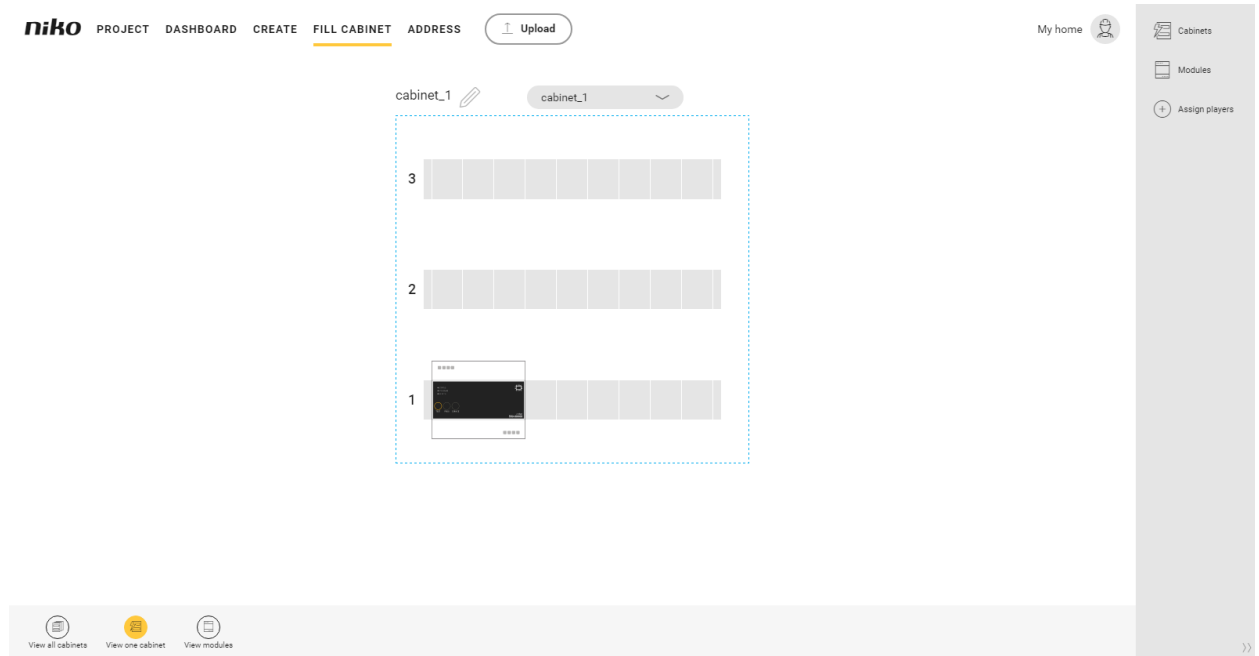 niko PROJECT DASHBOARD CREATE FILL CABINET ADDRESS Upload My home
Cabinets
Modules
Assign players
cabinet_1 cabinet_1
3
2
1
View all cabinets View one cabinet View modules